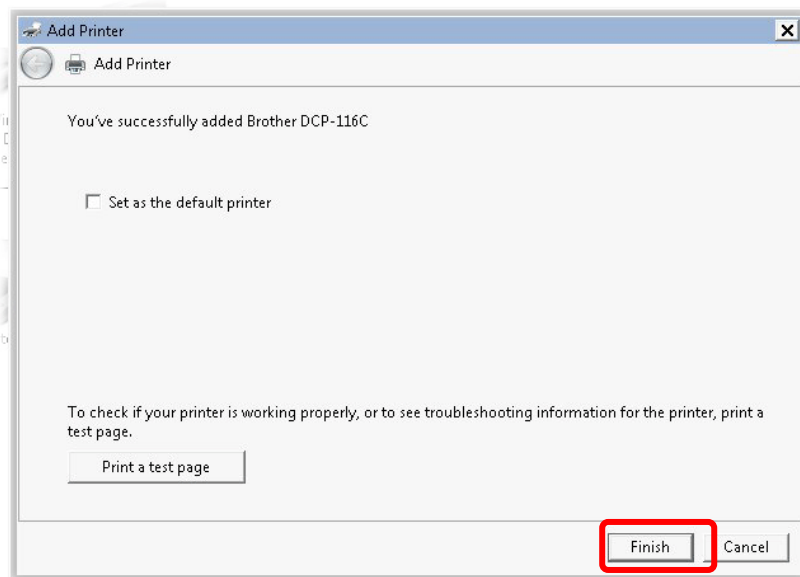 Add Printer
Add Printer
You've successfully added Brother DCP-116C
Set as the default printer
To check if your printer is working properly, or to see troubleshooting information for the printer, print a
test page.
Print a test page
Finish
Cancel